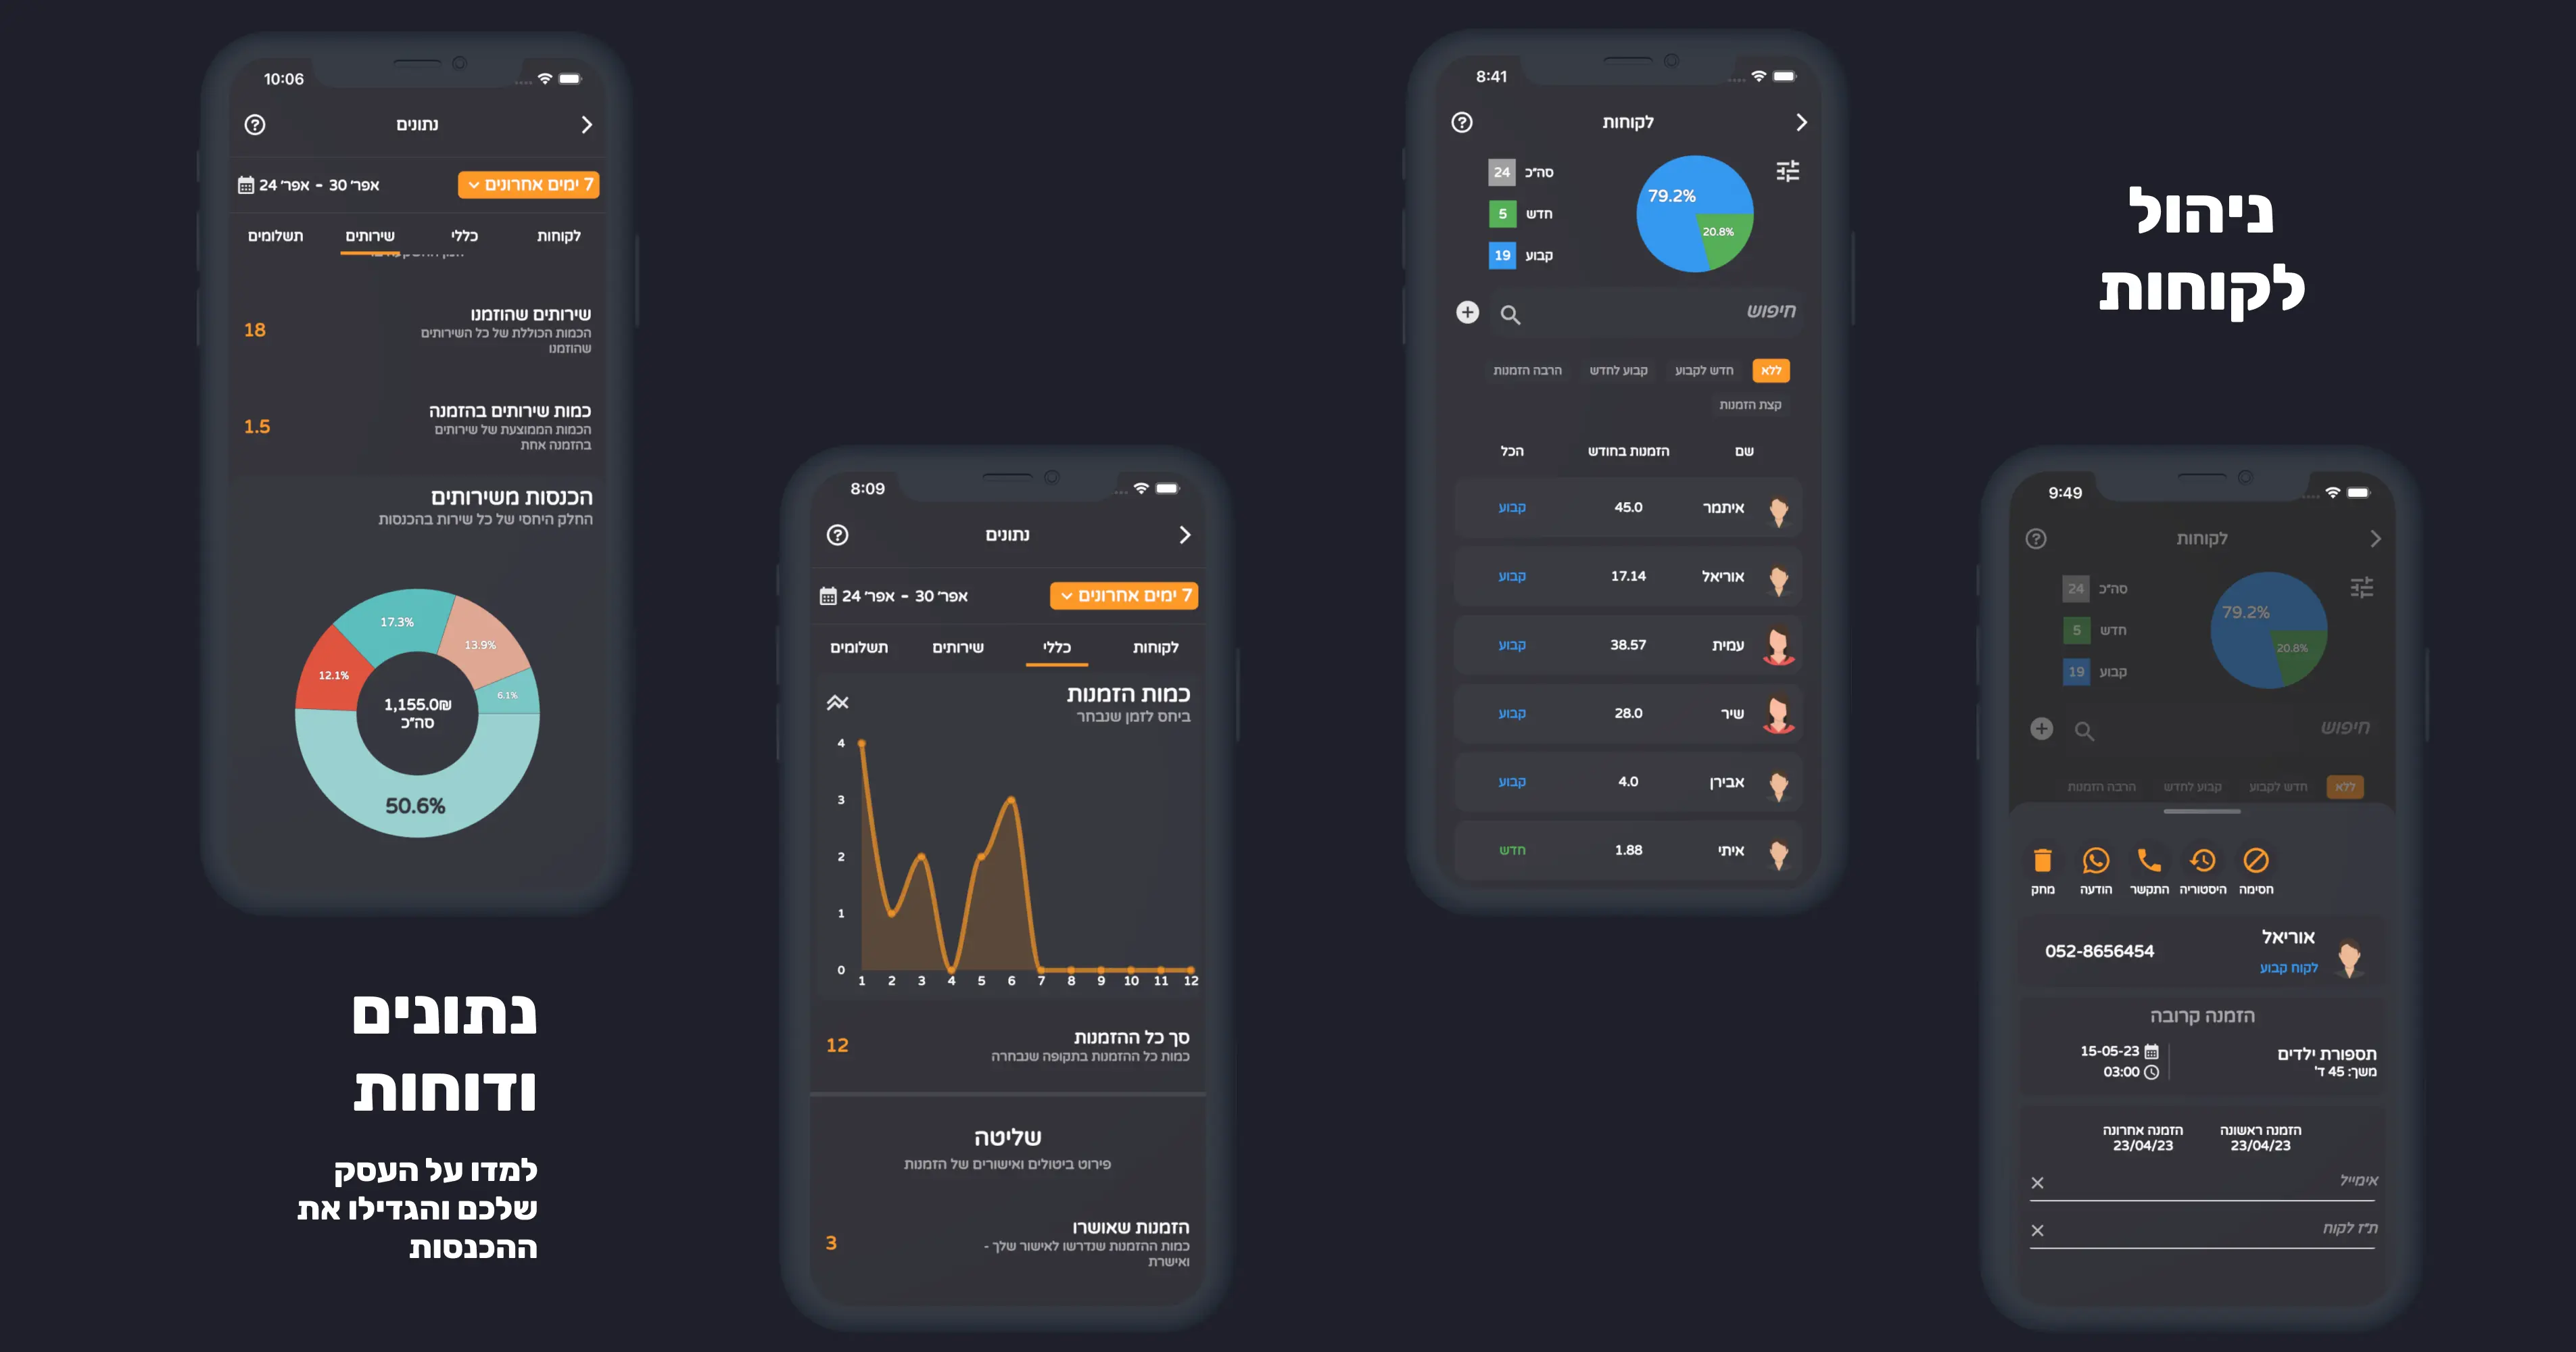 ניהול
לקוחות
9:49
לקוחות
79.2%
20.8%
סה״כ 24
חדש 5
קבוע 19
חיפוש
ללא
חדש לקבוע
קבוע לחדש
הרבה הזמנות
חסימה
היסטוריה
התקשר
הודעה
מחק
אוריאל
לקוח קבוע
052-8656454
הזמנה קרובה
תספורת ילדים
משך: 45 ד'
15-05-23
03:00
הזמנה ראשונה
23/04/23
הזמנה אחרונה
23/04/23
אימייל
ת״ז לקוח
8:41
לקוחות
79.2%
20.8%
סה״כ 24
חדש 5
קבוע 19
חיפוש
ללא
חדש לקבוע
קבוע לחדש
הרבה הזמנות
קצת הזמנות
שם הזמנות בחודש הכל
איתמר 45.0 קבוע
אוריאל 17.14 קבוע
עמית 38.57 קבוע
שיר 28.0 קבוע
אבירן 4.0 קבוע
איתי 1.88 חדש
8:09
נתונים
7 ימים אחרונים
24 אפר׳ - 30 אפר׳
לקוחות כללי שירותים תשלומים
כמות הזמנות
ביחס לזמן שנבחר
4
3
2
1
0
1 2 3 4 5 6 7 8 9 10 11 12
סך כל ההזמנות
כמות כל ההזמנות בתקופה שנבחרה
12
שליטה
פירוט ביטולים ואישורים של הזמנות
הזמנות שאושרו
כמות ההזמנות שנדרשו לאישור שלך -
ואישרת
3
10:06
נתונים
7 ימים אחרונים
24 אפר׳ - 30 אפר׳
לקוחות כללי שירותים תשלומים
שירותים שהוזמנו
הכמות הכוללת של כל השירותים
שהוזמנו
18
כמות שירותים בהזמנה
הכמות הממוצעת של שירותים
בהזמנה אחת
1.5
הכנסות משירותים
החלק היחסי של כל שירות בהכנסות
17.3%
13.9%
12.1%
6.1%
1,155.0₪
סה״כ
50.6%
נתונים
ודוחות
למדו על העסק
שלכם והגדילו את
ההכנסות